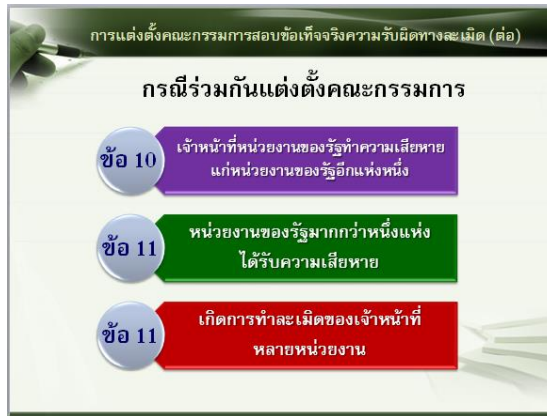 การแต่งตั้งคณะกรรมการสอบข้อเท็จจริงความรับผิดทางละเมิด (ต่อ)
กรณีร่วมกันแต่งตั้งคณะกรรมการ
ข้อ 10
เจ้าหน้าที่หน่วยงานของรัฐทำความเสียหาย
แก่หน่วยงานของรัฐอีกแห่งหนึ่ง
ข้อ 11
หน่วยงานของรัฐมากกว่าหนึ่งแห่ง
ได้รับความเสียหาย
ข้อ 11
เกิดการทำละเมิดของเจ้าหน้าที่
หลายหน่วยงาน